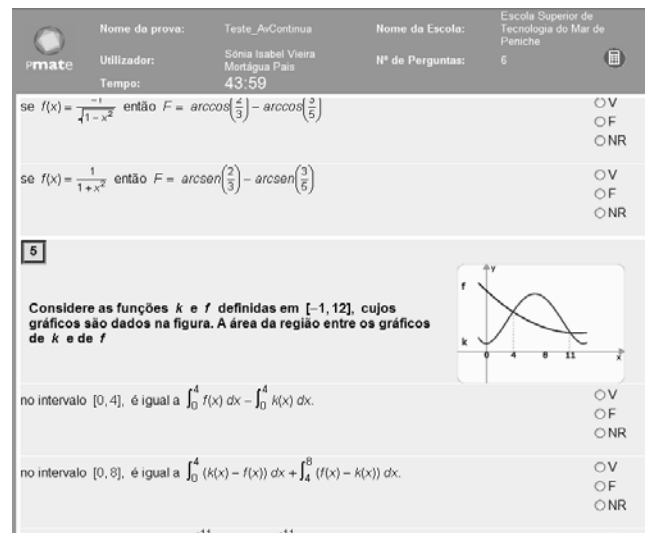 Nome da prova: Teste_AvContinua Nome da Escola: Escola Superior de Tecnologia do Mar de Peniche
PMate Utilizador: Sónia Isabel Vieira Mortágua Pais Nº de Perguntas: 6
Tempo: 43:59
se f(x) = -1/√(1-x²) então F = arccos(2/3) - arccos(3/5)
V
F
NR
se f(x) = 1/(1+x²) então F = arcsen(2/3) - arcsen(3/5)
V
F
NR
5
Considere as funções k e f definidas em [-1,12], cujos
gráficos são dados na figura. A área da região entre os gráficos
de k e de f
y
f
k
0 4 8 11 x
no intervalo [0,4], é igual a ∫₀⁴ f(x) dx - ∫₀⁴ k(x) dx.
V
F
NR
no intervalo [0,8], é igual a ∫₀⁴ (k(x) - f(x)) dx + ∫₄⁸ (f(x) - k(x)) dx.
V
F
NR
11 11